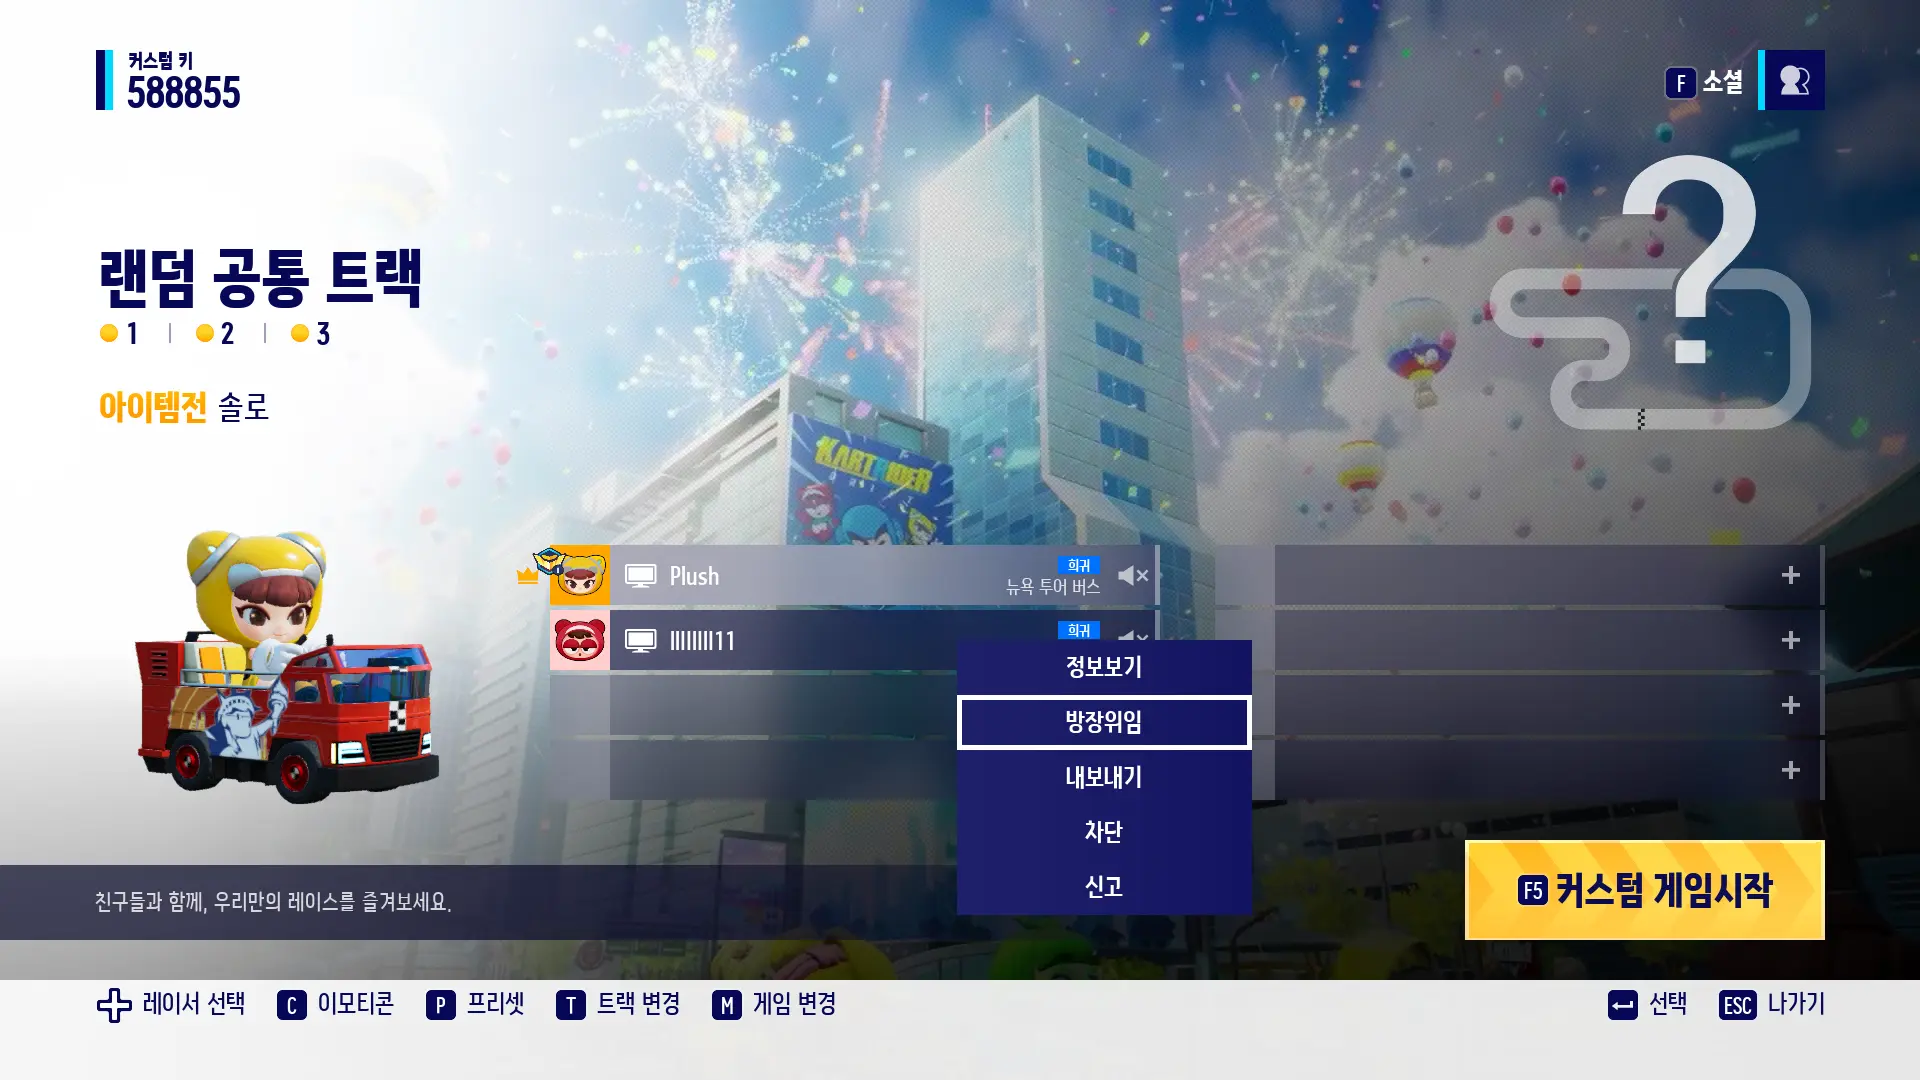 커스텀 키
588855
F 소셜
랜덤 공통 트랙
1 | 2 | 3
아이템전 솔로
KARTRIDER
DRIFT
Plush
희귀
뉴욕 투어 버스
llllllll11
희귀
정보보기
방장위임
내보내기
차단
신고
친구들과 함께, 우리만의 레이스를 즐겨보세요.
F5 커스텀 게임시작
레이서 선택
C 이모티콘
P 프리셋
T 트랙 변경
M 게임 변경
선택
ESC 나가기